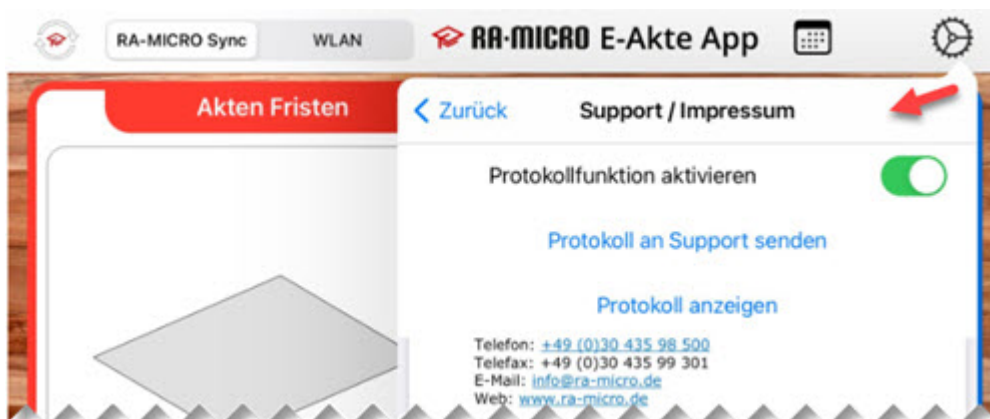 RA-MICRO Sync WLAN RA-MICRO E-Akte App
Akten Fristen
Zurück Support / Impressum
Protokollfunktion aktivieren
Protokoll an Support senden
Protokoll anzeigen
Telefon: +49 (0)30 435 98 500
Telefax: +49 (0)30 435 99 301
E-Mail: info@ra-micro.de
Web: www.ra-micro.de